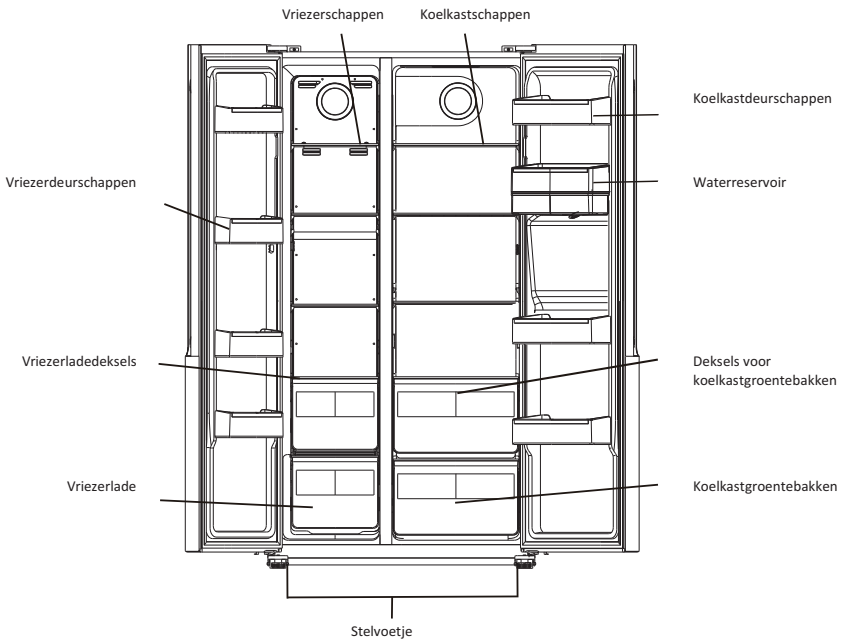 Vriezerschappen
Koelkastschappen
Koelkastdeurschappen
Vriezerdeurschappen
Waterreservoir
Vriezerladedeksels
Deksels voor
koelkastgroentebakken
Vriezerlade
Koelkastgroentebakken
Stelvoetje